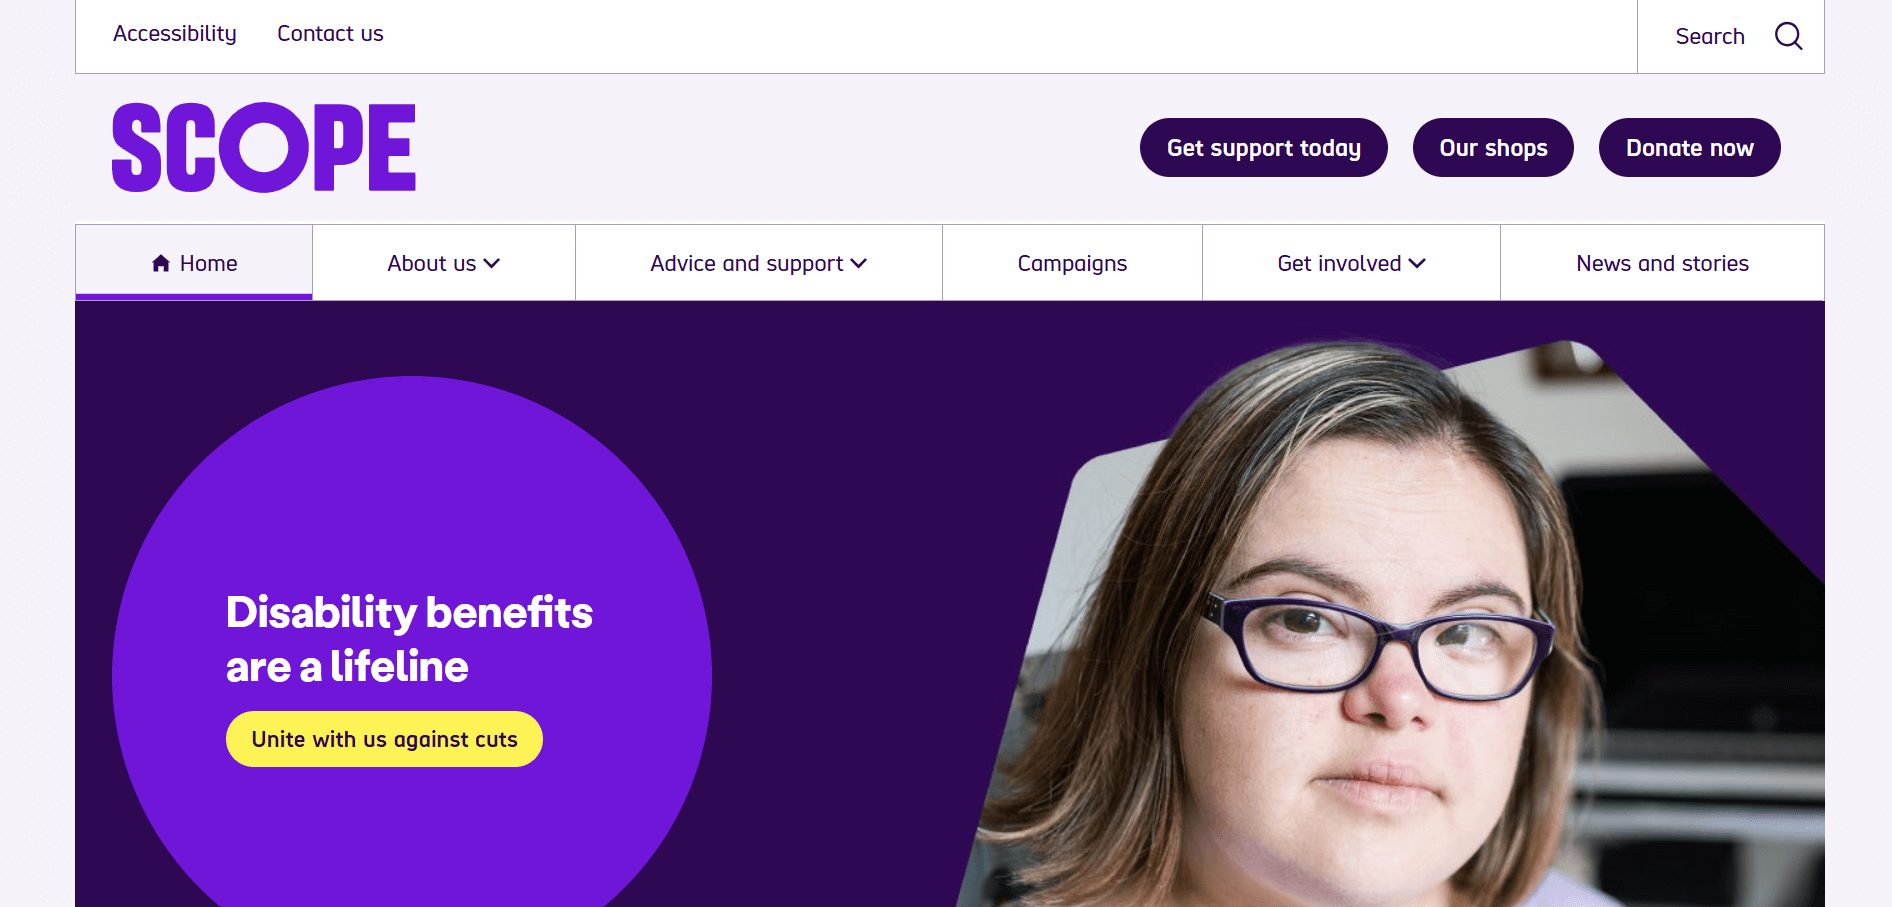 Accessibility
Contact us
Search
SCOPE
Get support today
Our shops
Donate now
Home
About us
Advice and support
Campaigns
Get involved
News and stories
Disability benefits
are a lifeline
Unite with us against cuts